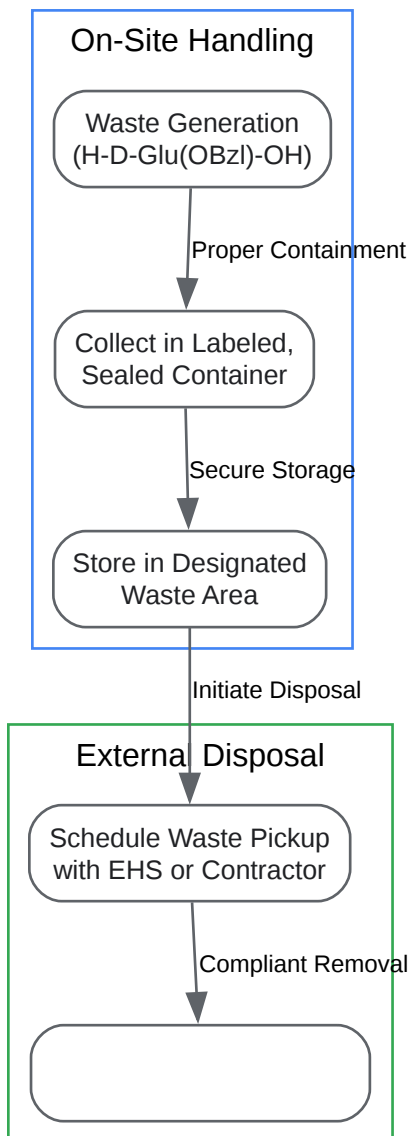 On-Site Handling
Waste Generation
(H-D-Glu(OBzl)-OH)
Proper Containment
Collect in Labeled,
Sealed Container
Secure Storage
Store in Designated
Waste Area
Initiate Disposal
External Disposal
Schedule Waste Pickup
with EHS or Contractor
Compliant Removal